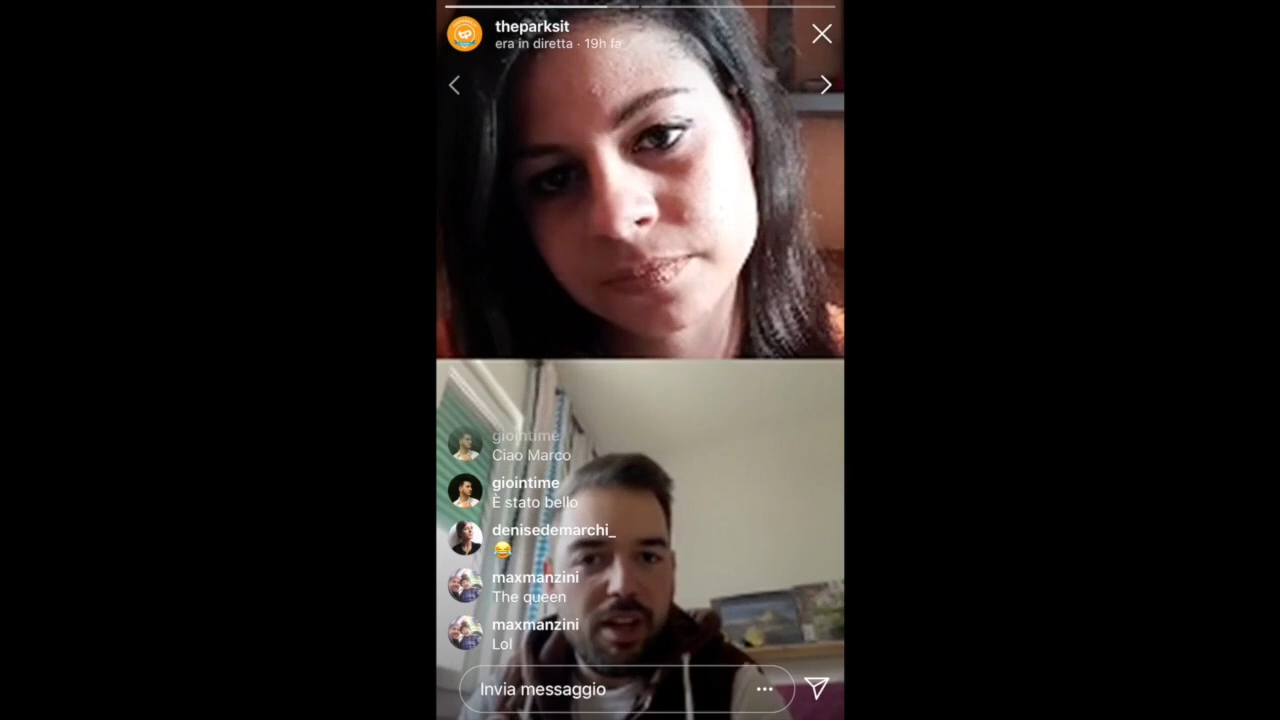 theparksit
era in diretta · 19h fa
giointime
Ciao Marco
giointime
È stato bello
denisedemarchi_
😂
maxmanzini
The queen
maxmanzini
Lol
Invia messaggio